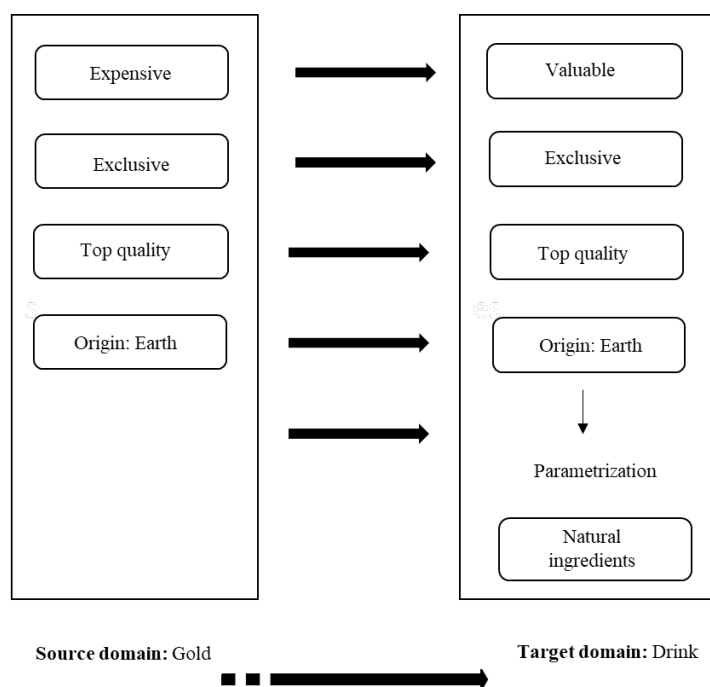 Expensive
Valuable
Exclusive
Exclusive
Top quality
Top quality
s
es
Origin: Earth
Origin: Earth
Parametrization
Natural
ingredients
Source domain: Gold
Target domain: Drink